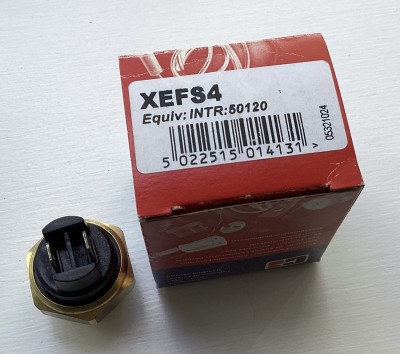 XEFS4
Equiv: INTR:50120
5 022515 014131 >
05321024